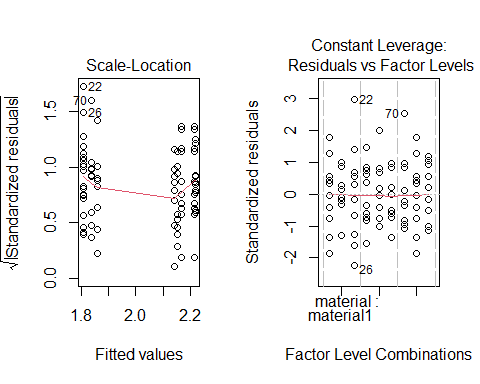 Scale-Location
√|Standardized residuals|
0.0 0.5 1.0 1.5
22
70
26
1.8 2.0 2.2
Fitted values
Constant Leverage:
Residuals vs Factor Levels
Standardized residuals
-2 -1 0 1 2 3
22
70
26
material :
material1
Factor Level Combinations